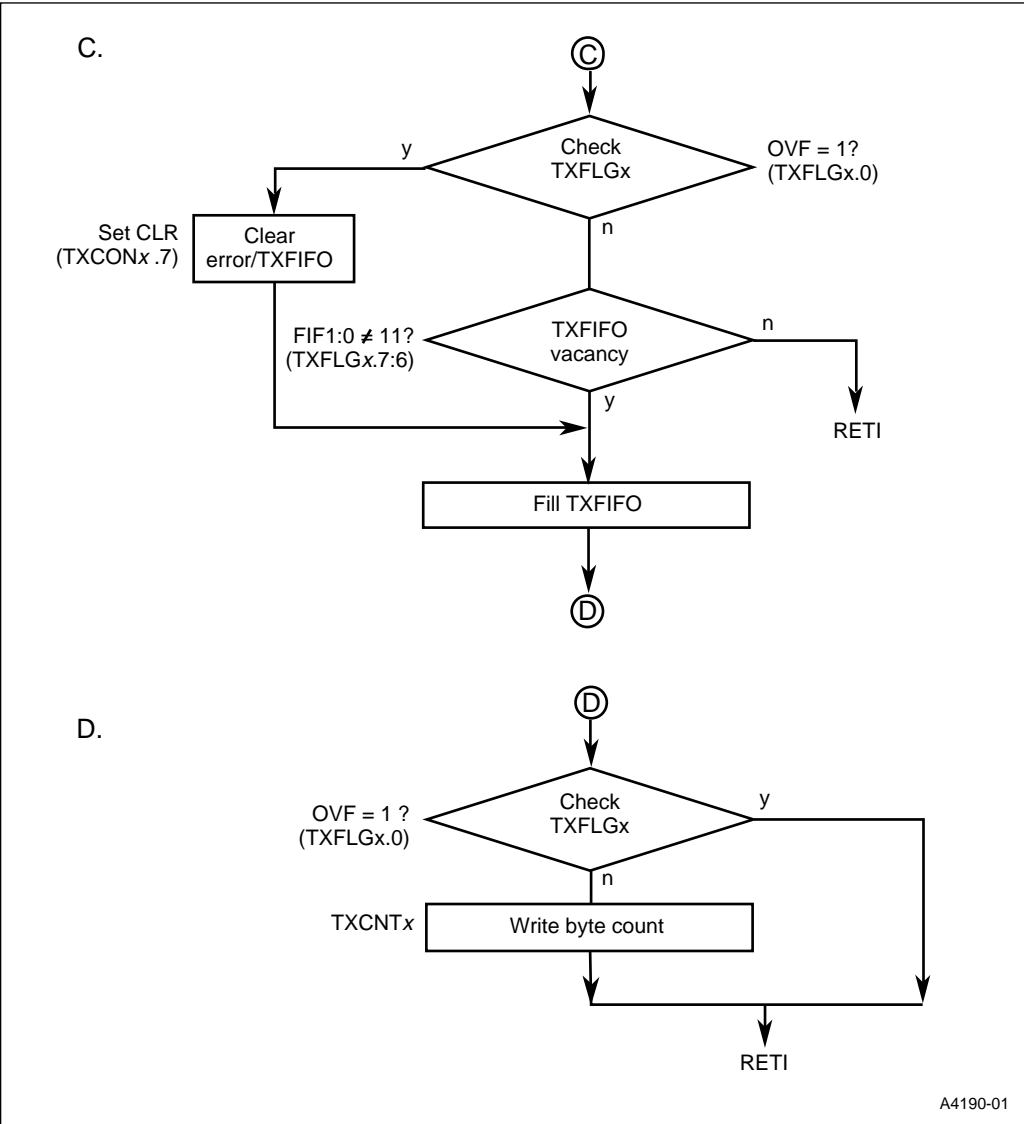 C.
C
Check
TXFLGx
OVF = 1?
(TXFLGx.0)
y
n
Set CLR
(TXCONx .7)
Clear
error/TXFIFO
FIF1:0 ≠ 11?
(TXFLGx.7:6)
TXFIFO
vacancy
n
y
RETI
Fill TXFIFO
D
D.
D
Check
TXFLGx
OVF = 1 ?
(TXFLGx.0)
y
n
TXCNTx
Write byte count
RETI
A4190-01